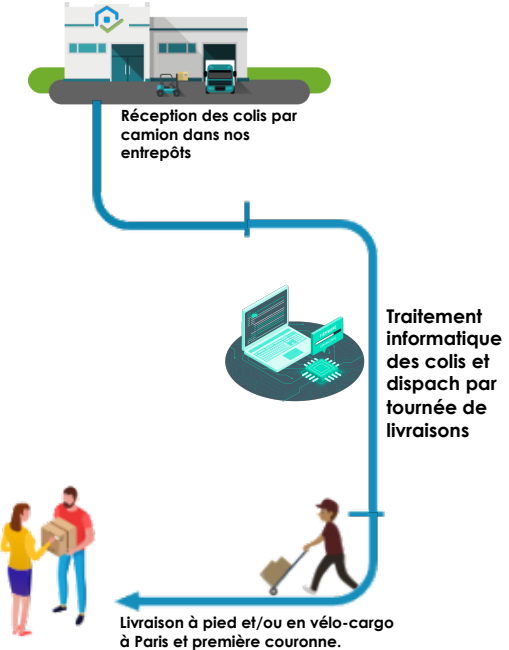 Réception des colis par
camion dans nos
entrepôts
Traitement
informatique
des colis et
dispach par
tournée de
livraisons
Livraison à pied et/ou en vélo-cargo
à Paris et première couronne.